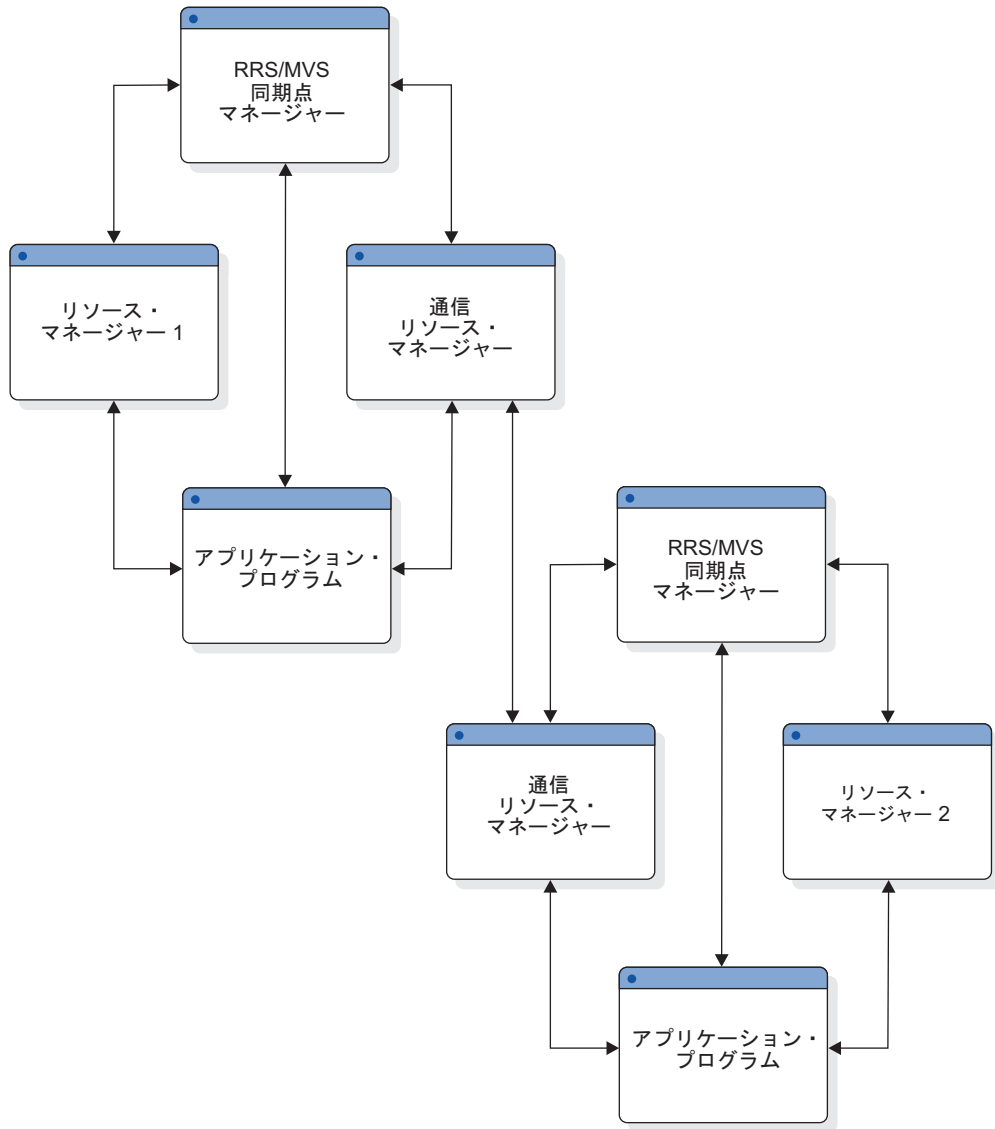 RRS/MVS
同期点
マネージャー
リソース・
マネージャー 1
通信
リソース・
マネージャー
アプリケーション・
プログラム
RRS/MVS
同期点
マネージャー
通信
リソース・
マネージャー
リソース・
マネージャー 2
アプリケーション・
プログラム